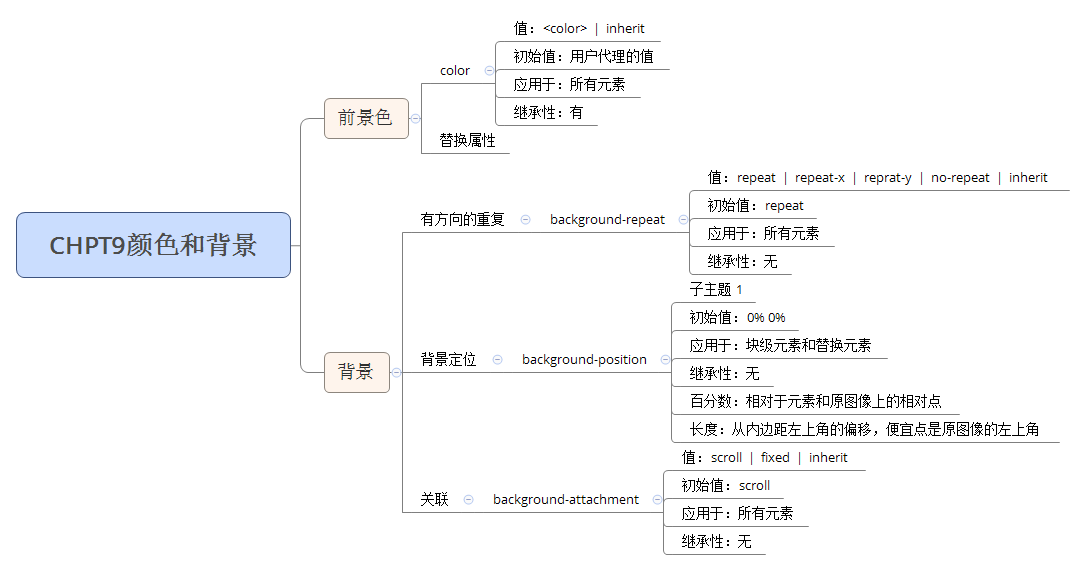 CHPT9颜色和背景
前景色
color
值：<color> | inherit
初始值：用户代理的值
应用于：所有元素
继承性：有
替换属性
背景
有方向的重复
background-repeat
值：repeat | repeat-x | reprat-y | no-repeat | inherit
初始值：repeat
应用于：所有元素
继承性：无
背景定位
background-position
子主题 1
初始值：0% 0%
应用于：块级元素和替换元素
继承性：无
百分数：相对于元素和原图像上的相对点
长度：从内边距左上角的偏移，便宜点是原图像的左上角
关联
background-attachment
值：scroll | fixed | inherit
初始值：scroll
应用于：所有元素
继承性：无